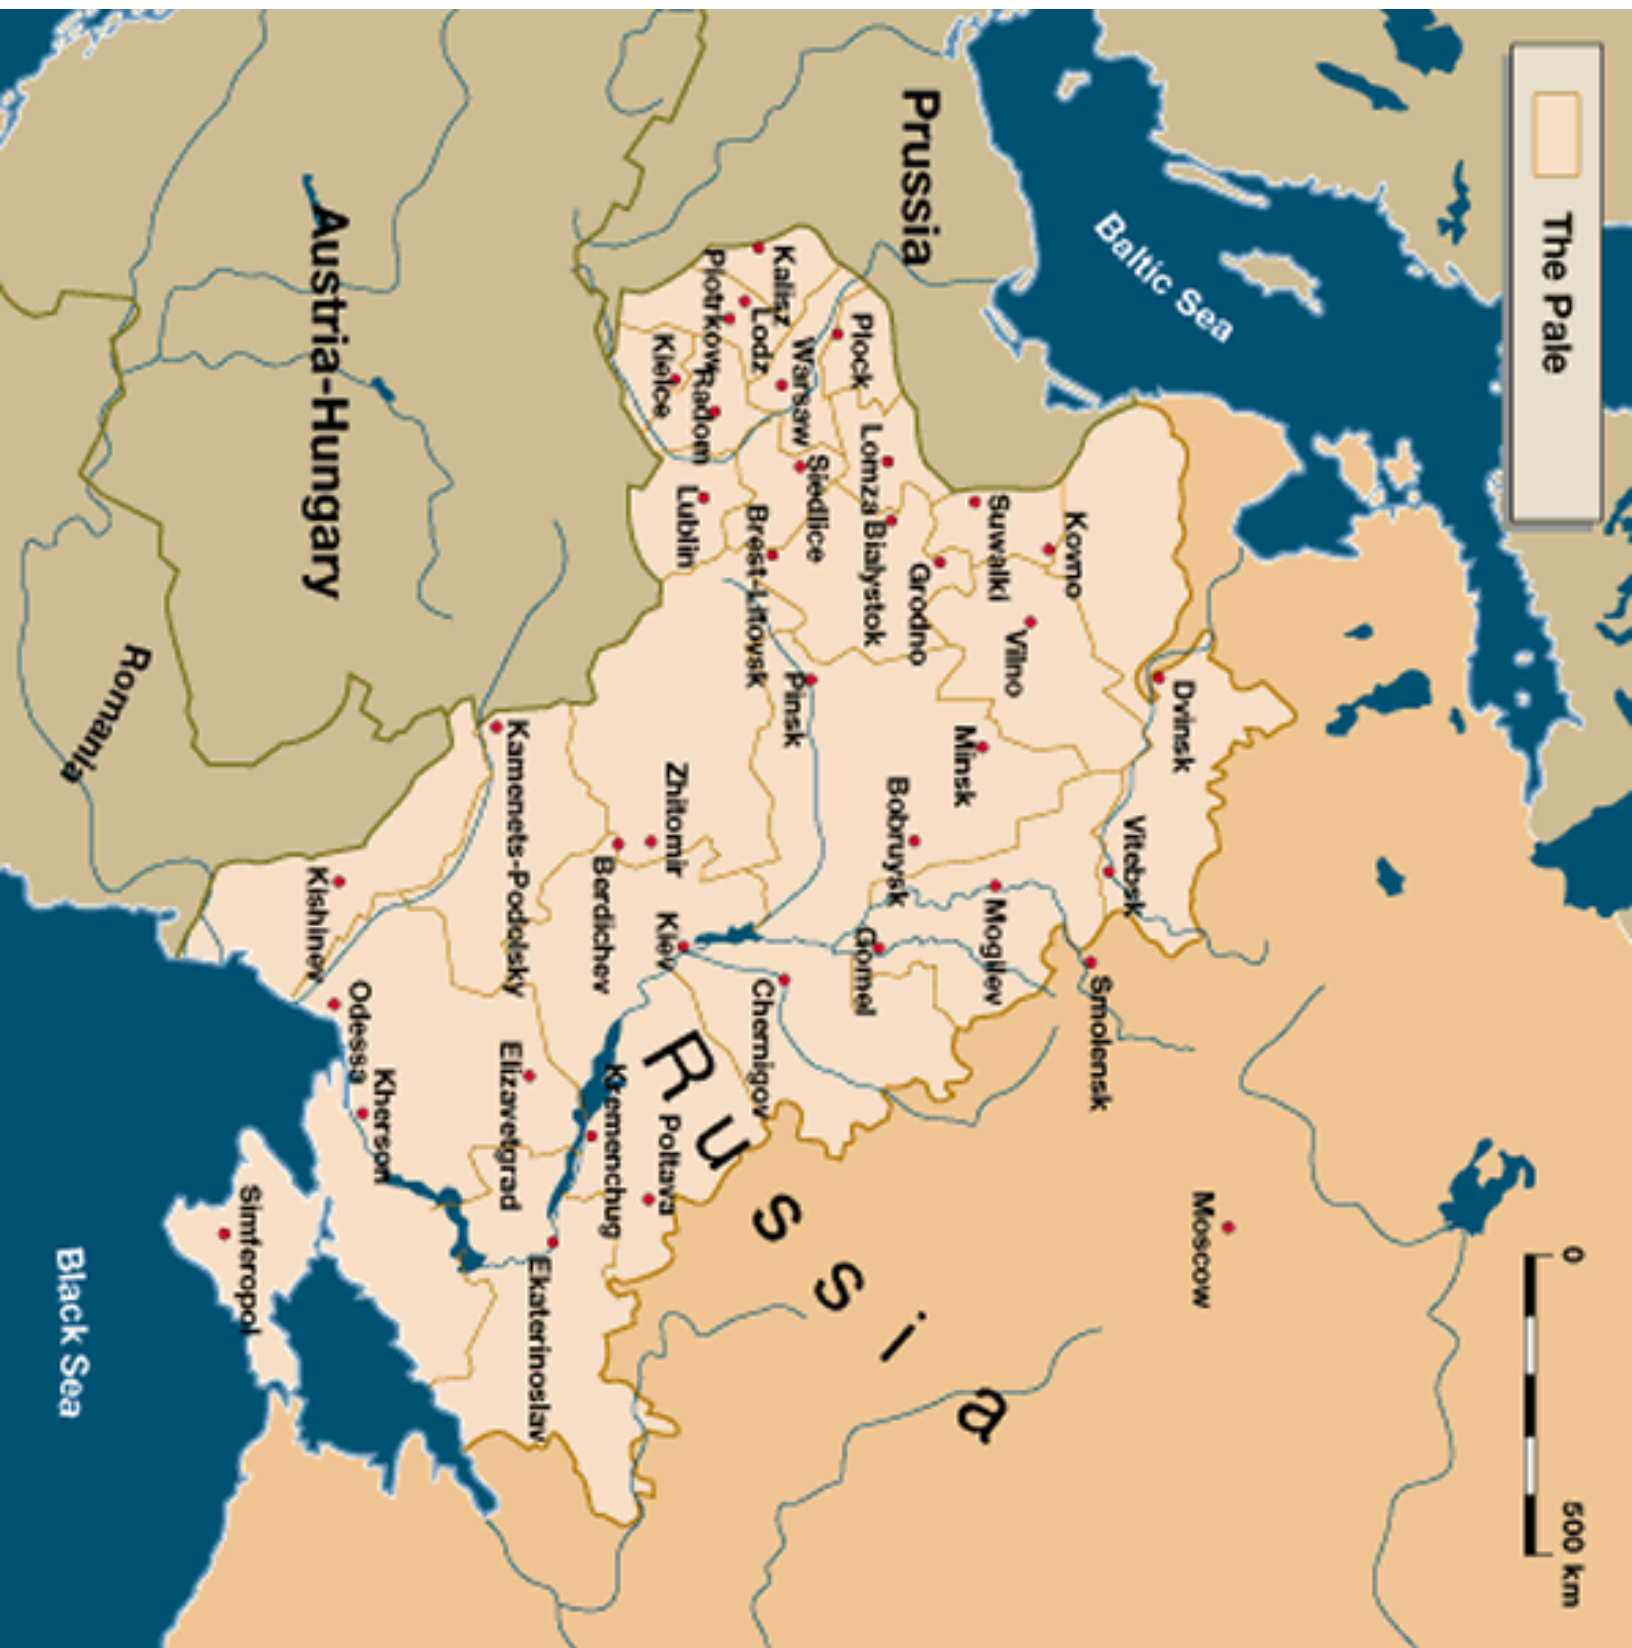 The Pale
0
500 km
Baltic Sea
Prussia
Moscow
Dvinsk
Vitebsk
Smolensk
Kovno
Suwalki
Vilno
Grodno
Minsk
Mogilev
Bobruysk
Gomel
Plock
Lomza
Bialystok
Kalisz
Lodz
Warsaw
Siedlice
Piotrkow
Radom
Kielce
Lublin
Brest-Litovsk
Pinsk
Chernigov
Zhitomir
Kiev
Berdichev
Russia
Poltava
Kremenchug
Kamenets-Podolsky
Elizavetgrad
Ekaterinoslav
Austria-Hungary
Kishinev
Odessa
Kherson
Simferopol
Romania
Black Sea